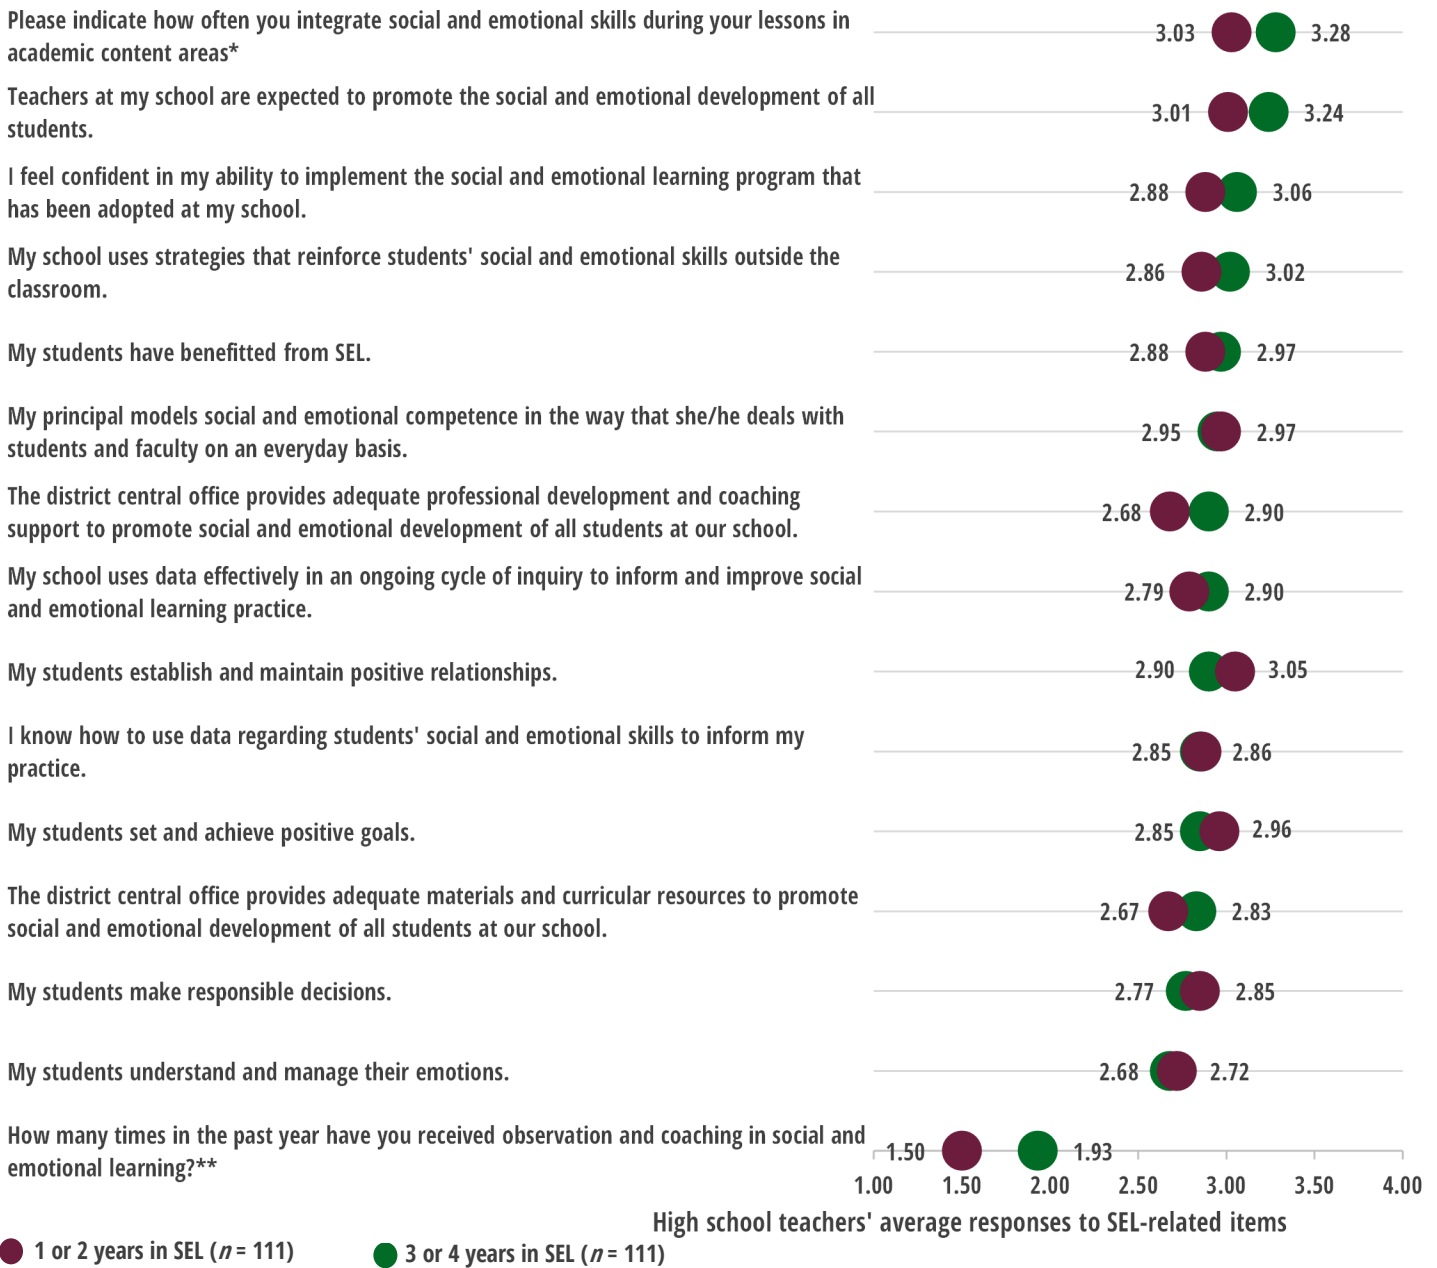 Please indicate how often you integrate social and emotional skills during your lessons in
academic content areas*
3.03 3.28
Teachers at my school are expected to promote the social and emotional development of all
students.
3.01 3.24
I feel confident in my ability to implement the social and emotional learning program that
has been adopted at my school.
2.88 3.06
My school uses strategies that reinforce students' social and emotional skills outside the
classroom.
2.86 3.02
My students have benefitted from SEL.
2.88 2.97
My principal models social and emotional competence in the way that she/he deals with
students and faculty on an everyday basis.
2.95 2.97
The district central office provides adequate professional development and coaching
support to promote social and emotional development of all students at our school.
2.68 2.90
My school uses data effectively in an ongoing cycle of inquiry to inform and improve social
and emotional learning practice.
2.79 2.90
My students establish and maintain positive relationships.
2.90 3.05
I know how to use data regarding students' social and emotional skills to inform my
practice.
2.85 2.86
My students set and achieve positive goals.
2.85 2.96
The district central office provides adequate materials and curricular resources to promote
social and emotional development of all students at our school.
2.67 2.83
My students make responsible decisions.
2.77 2.85
My students understand and manage their emotions.
2.68 2.72
How many times in the past year have you received observation and coaching in social and
emotional learning?**
1.50 1.93
1.00 1.50 2.00 2.50 3.00 3.50 4.00
High school teachers' average responses to SEL-related items
1 or 2 years in SEL (n = 111)
3 or 4 years in SEL (n = 111)